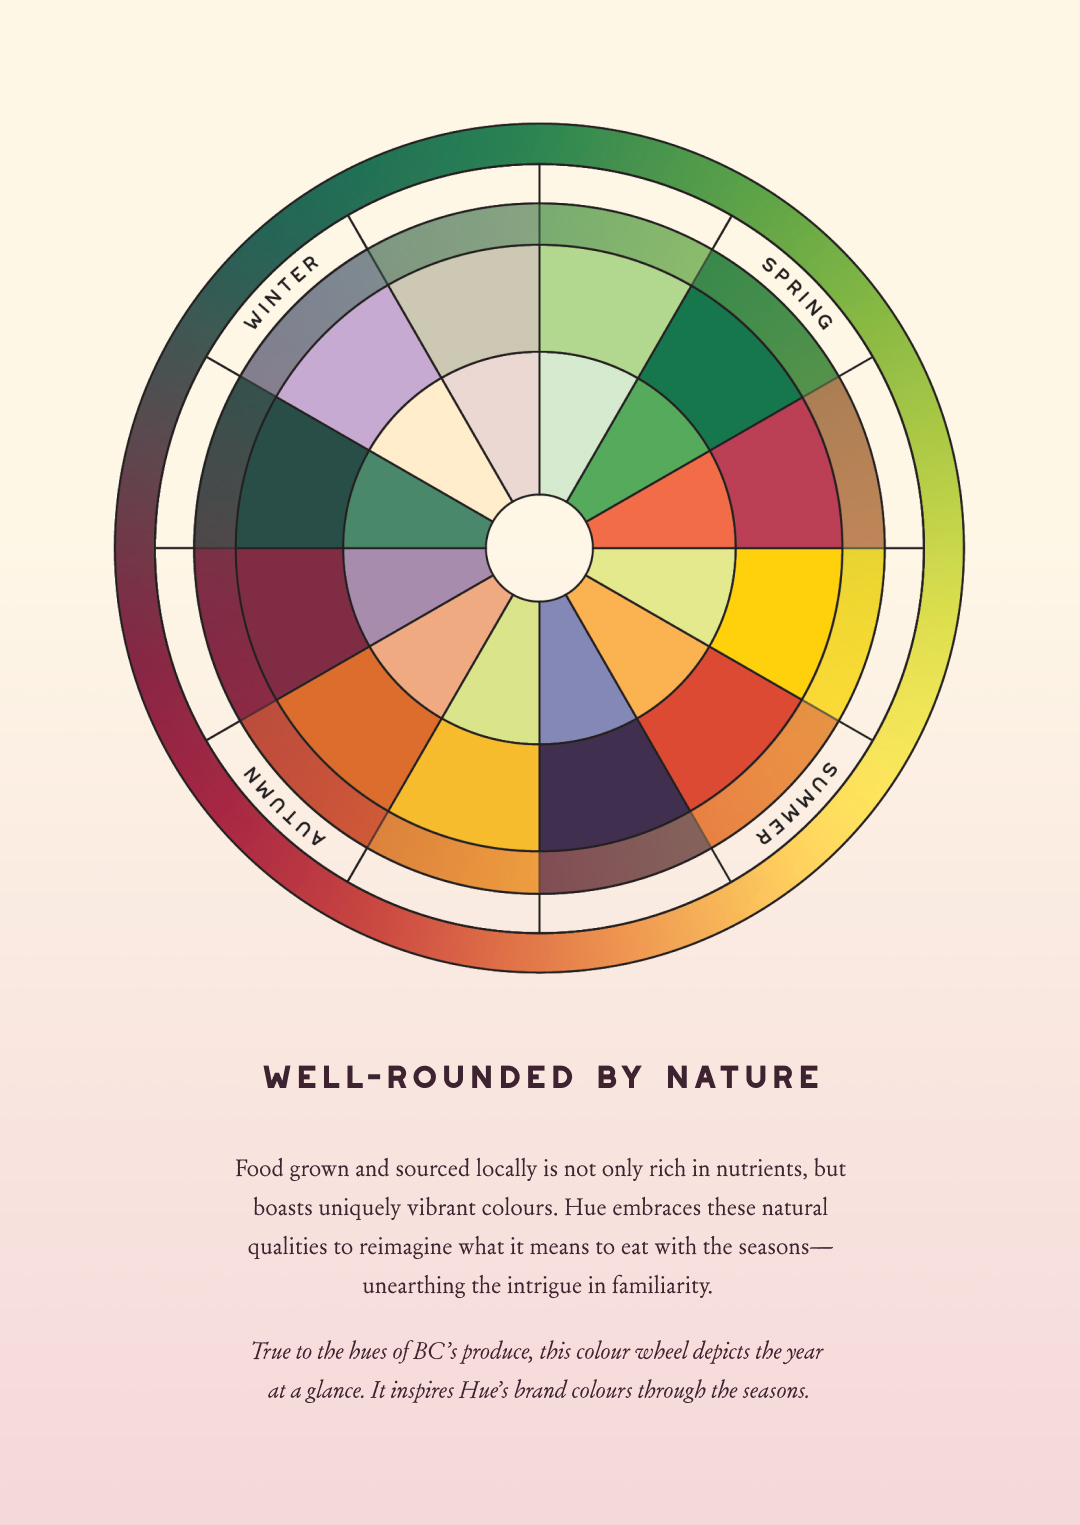 WINTER
SPRING
AUTUMN
SUMMER
WELL-ROUNDED BY NATURE
Food grown and sourced locally is not only rich in nutrients, but
boasts uniquely vibrant colours. Hue embraces these natural
qualities to reimagine what it means to eat with the seasons—
unearthing the intrigue in familiarity.
True to the hues of BC’s produce, this colour wheel depicts the year
at a glance. It inspires Hue’s brand colours through the seasons.